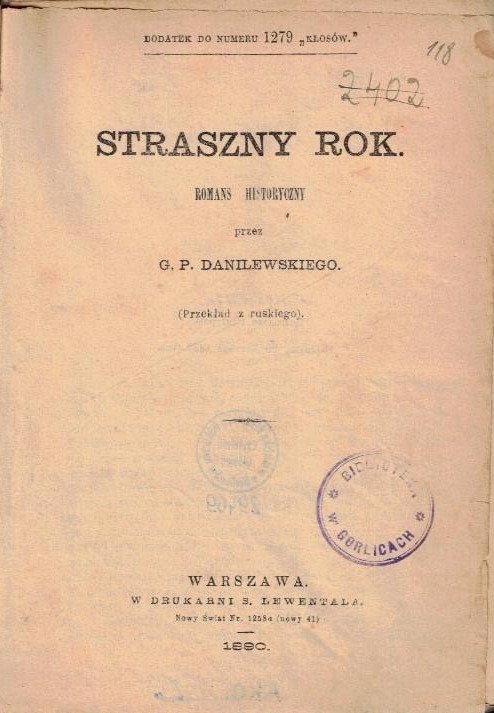 DODATEK DO NUMERU 1279 „KŁOSÓW."
118
2402
STRASZNY ROK.
ROMANS HISTORYCZNY
przez
G. P. DANILEWSKIEGO.
(Przekład z ruskiego).
BIBLIOTEKA
W GORLICACH
WARSZAWA.
W DRUKARNI S. LEWENTALA.
Nowy Świat Nr. 1258a (nowy 41)
1890.